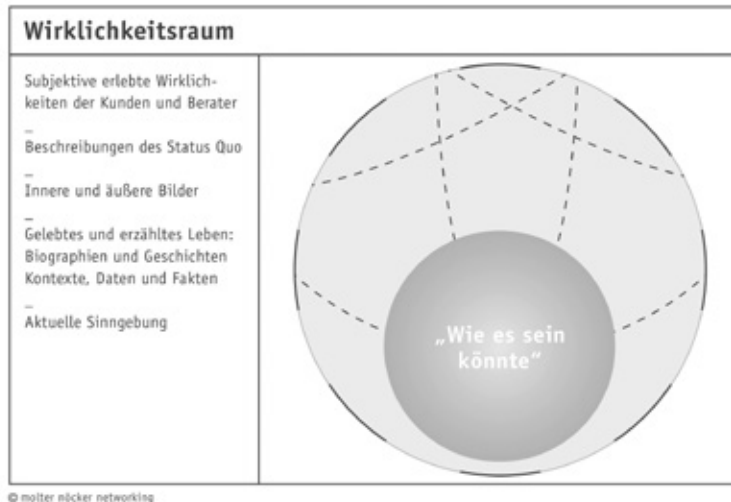 Wirklichkeitsraum
Subjektive erlebte Wirklich-
keiten der Kunden und Berater
–
Beschreibungen des Status Quo
–
Innere und äußere Bilder
–
Gelebtes und erzähltes Leben:
Biographien und Geschichten
Kontexte, Daten und Fakten
–
Aktuelle Sinngebung
„Wie es sein
könnte“
© molter nöcker networking